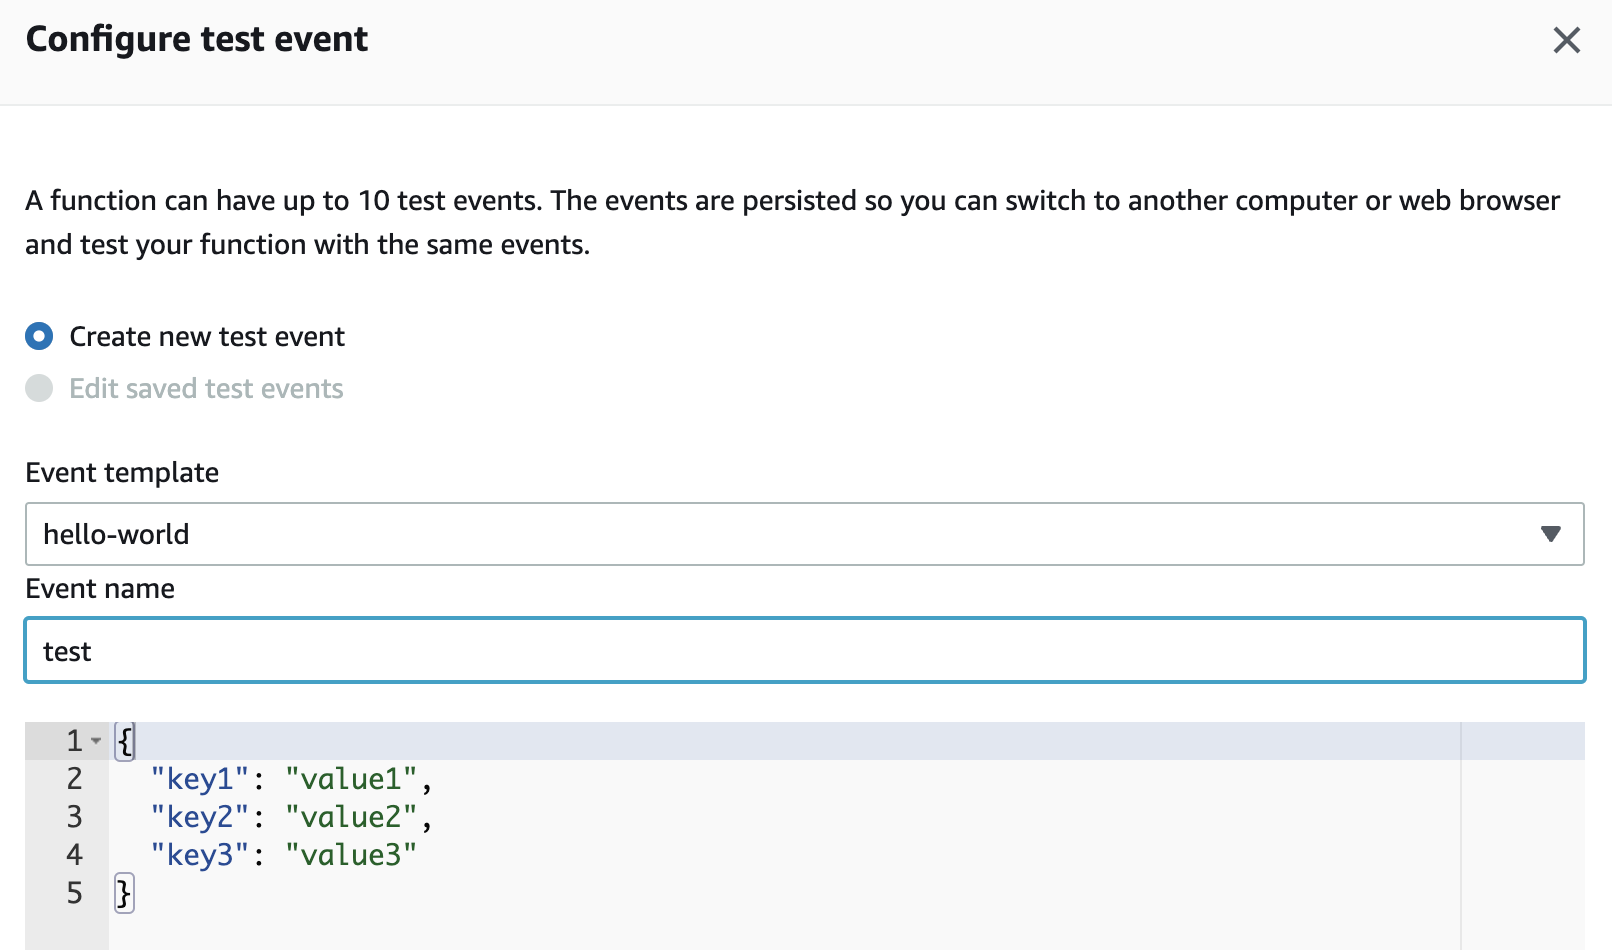 Configure test event
A function can have up to 10 test events. The events are persisted so you can switch to another computer or web browser
and test your function with the same events.
Create new test event
Edit saved test events
Event template
hello-world
Event name
test
1 {
2 "key1": "value1",
3 "key2": "value2",
4 "key3": "value3"
5 }